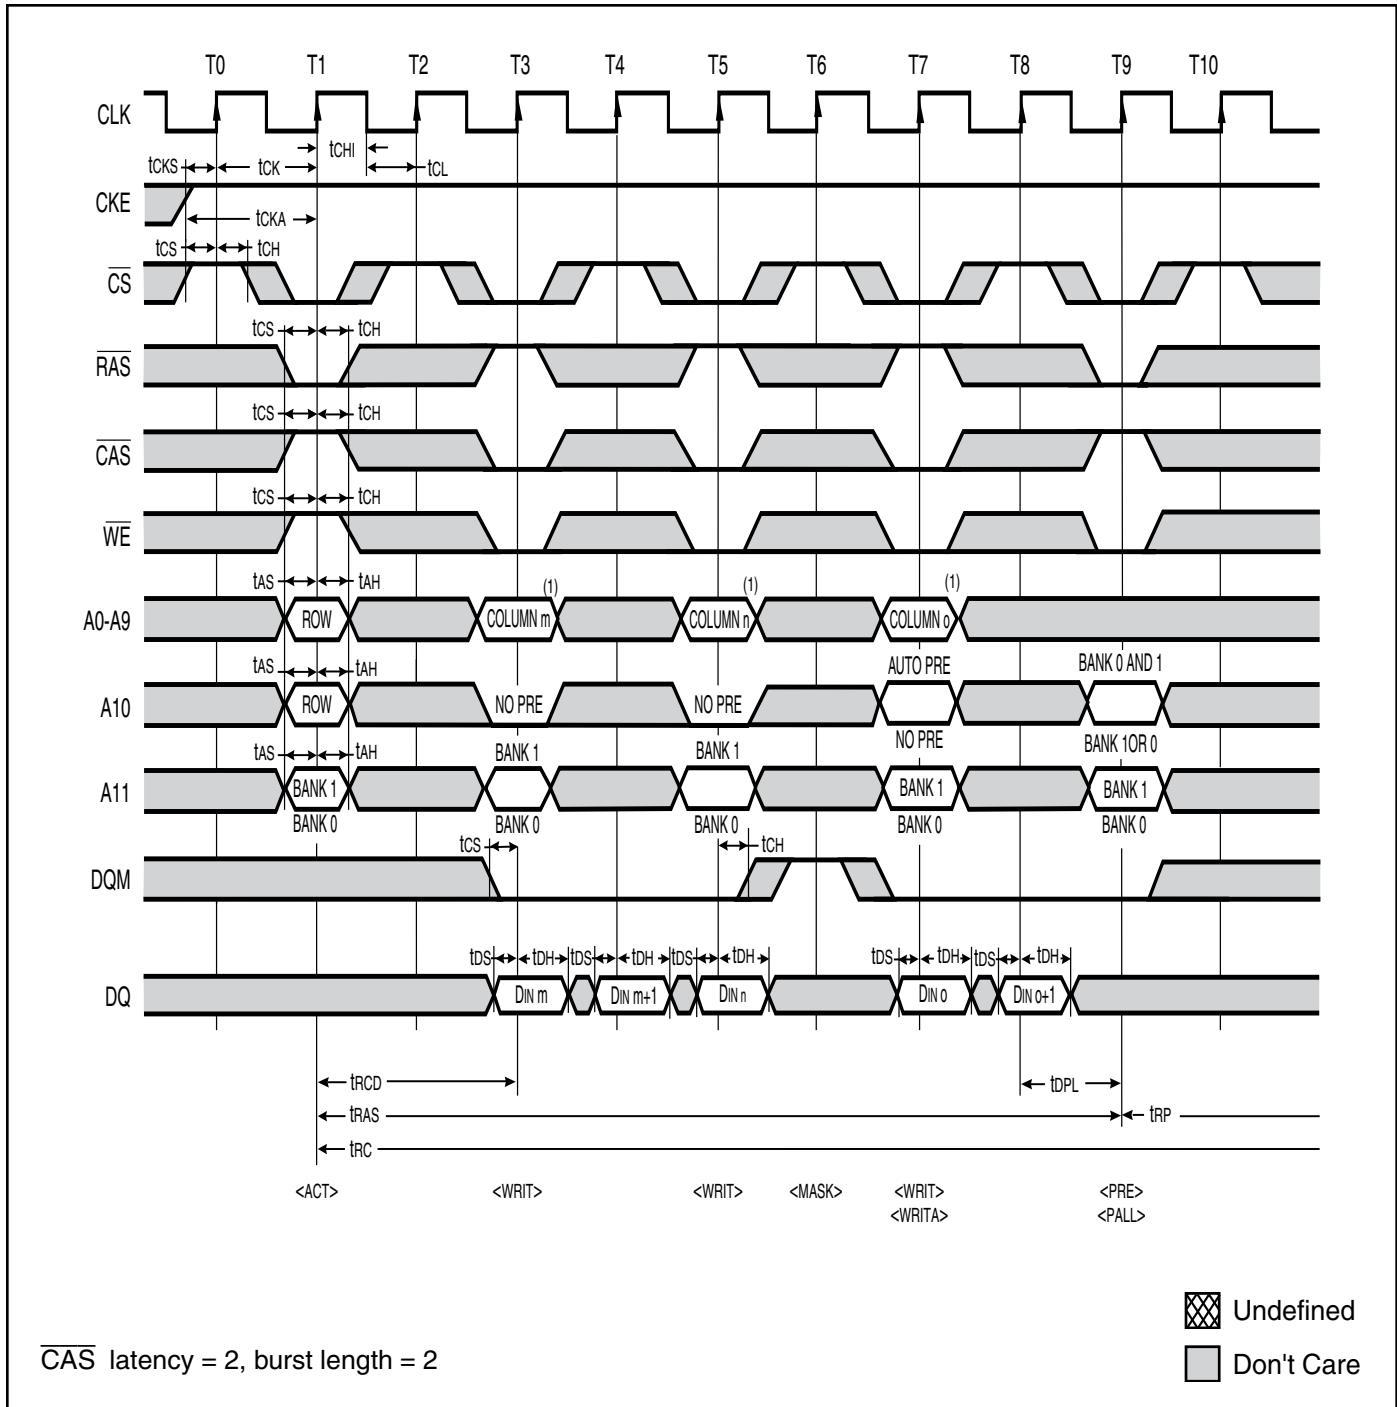 T0 T1 T2 T3 T4 T5 T6 T7 T8 T9 T10
CLK
tCHI
tCKS tCK tCL
CKE
tCKA
tCS tCH
CS
tCS tCH
RAS
tCS tCH
CAS
tCS tCH
WE
tAS tAH (1) (1) (1)
A0-A9 ROW COLUMN m COLUMN n COLUMN o
tAS tAH AUTO PRE BANK 0 AND 1
A10 ROW NO PRE NO PRE
NO PRE BANK 1OR 0
tAS tAH BANK 1 BANK 1
A11 BANK 1 BANK 1 BANK 1
BANK 0 BANK 0 BANK 0 BANK 0 BANK 0
tCS tCH
DQM
tDS tDH tDS tDH tDS tDH tDS tDH tDS tDH
DQ DIN m DIN m+1 DIN n DIN o DIN o+1
tRCD tDPL
tRAS tRP
tRC
<ACT> <WRIT> <WRIT> <MASK> <WRIT> <PRE>
<WRITA> <PALL>
Undefined
CAS latency = 2, burst length = 2
Don't Care